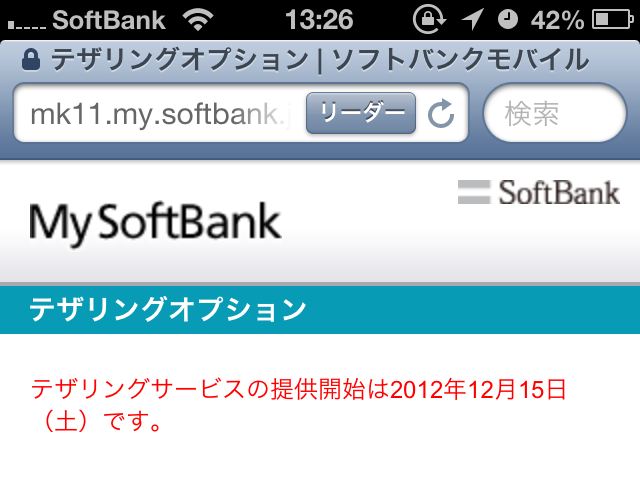 SoftBank 13:26 42%
テザリングオプション | ソフトバンクモバイル
mk11.my.softbank.j リーダー 検索
SoftBank
My SoftBank
テザリングオプション
テザリングサービスの提供開始は2012年12月15日
（土）です。